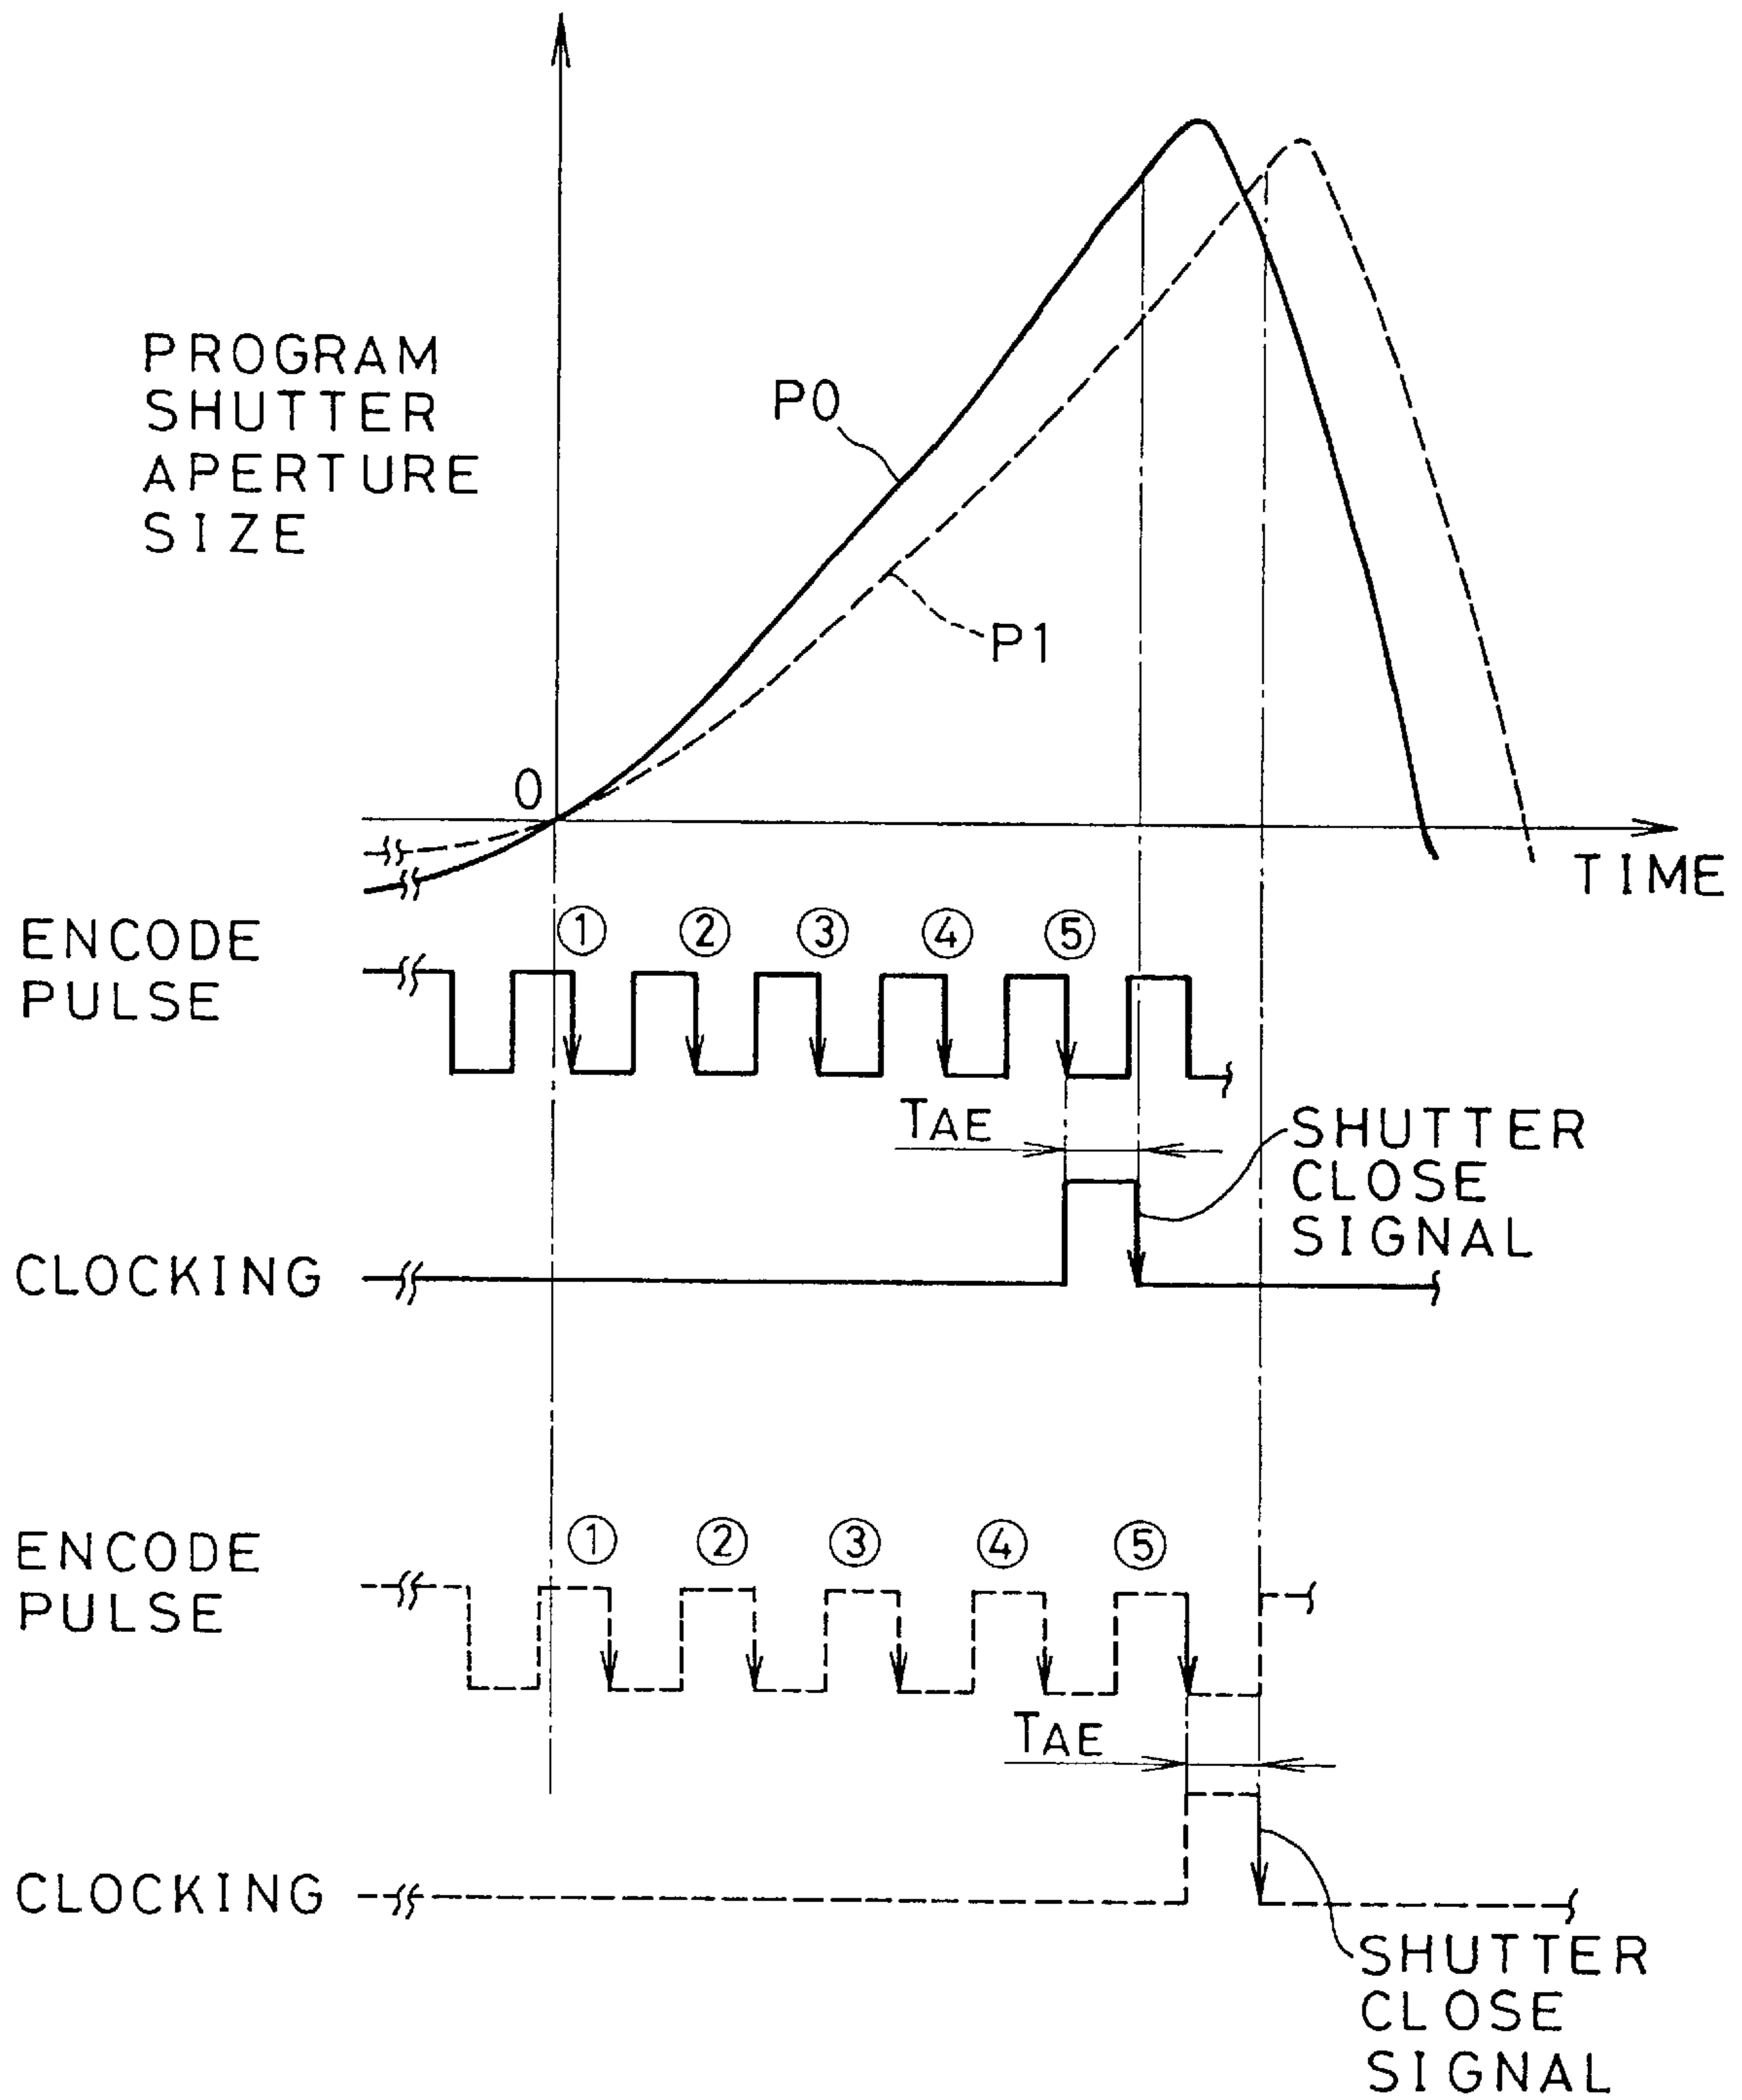 PROGRAM
SHUTTER
APERTURE
SIZE
P0
P1
0
TIME
ENCODE
PULSE
① ② ③ ④ ⑤
TAE
SHUTTER
CLOSE
SIGNAL
CLOCKING
ENCODE
PULSE
① ② ③ ④ ⑤
TAE
CLOCKING
SHUTTER
CLOSE
SIGNAL